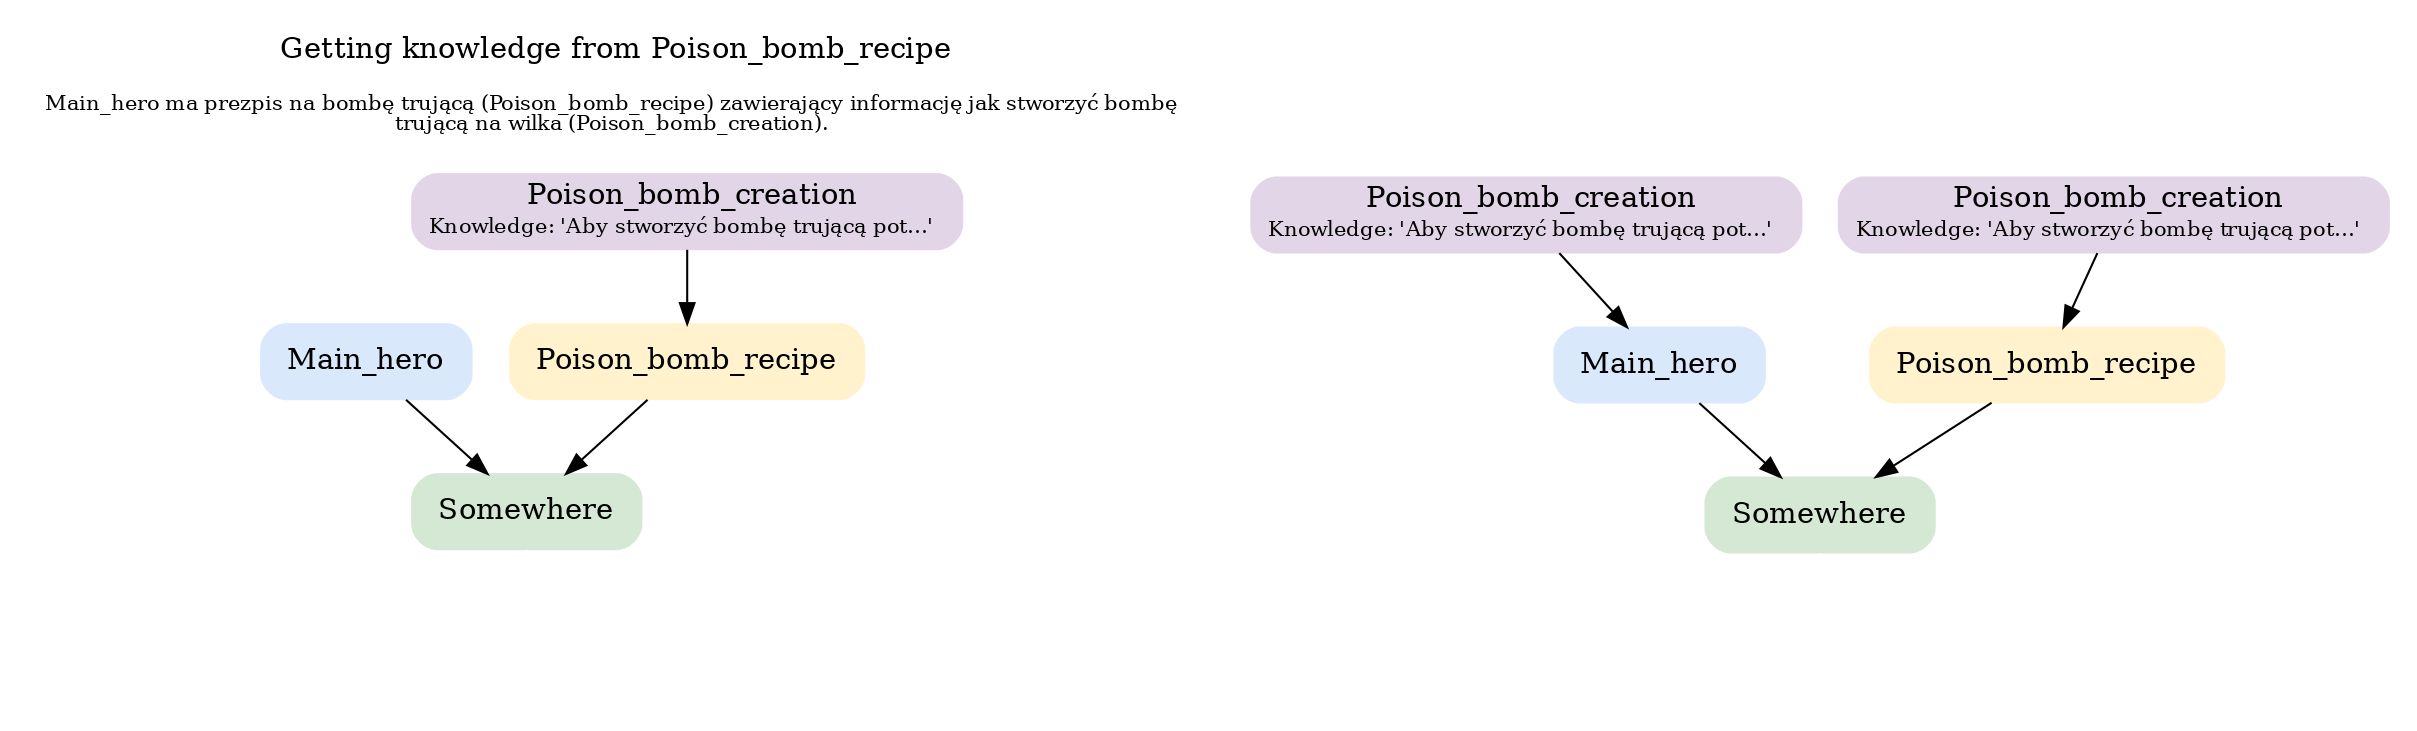 Getting knowledge from Poison_bomb_recipe
Main_hero ma prezpis na bombę trującą (Poison_bomb_recipe) zawierający informację jak stworzyć bombę
trującą na wilka (Poison_bomb_creation).
Poison_bomb_creation
Knowledge: 'Aby stworzyć bombę trującą pot...'
Main_hero
Poison_bomb_recipe
Somewhere
Poison_bomb_creation
Knowledge: 'Aby stworzyć bombę trującą pot...'
Poison_bomb_creation
Knowledge: 'Aby stworzyć bombę trującą pot...'
Main_hero
Poison_bomb_recipe
Somewhere